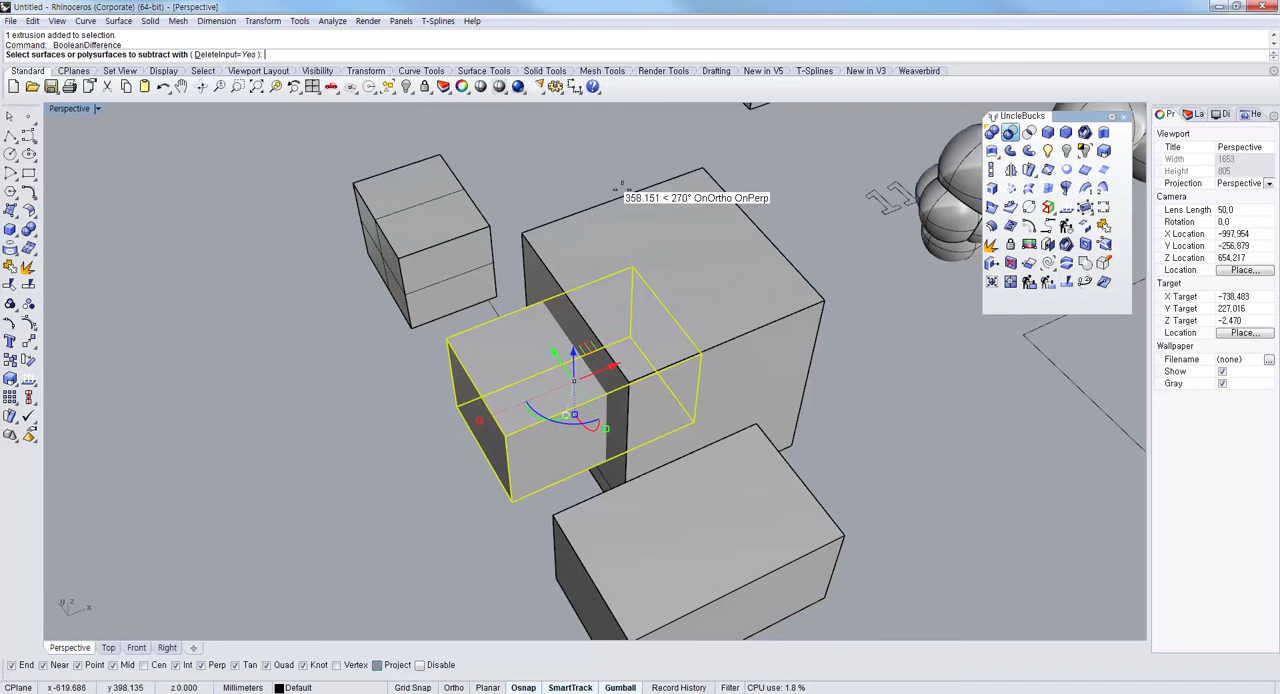 Untitled - Rhinoceros (Corporate) (64-bit) - [Perspective]
File Edit View Curve Surface Solid Mesh Dimension Transform Tools Analyze Render Panels T-Splines Help
1 extrusion added to selection.
Command: _BooleanDifference
Select surfaces or polysurfaces to subtract with ( DeleteInput=Yes ):
Standard CPlanes Set View Display Select Viewport Layout Visibility Transform Curve Tools Surface Tools Solid Tools Mesh Tools Render Tools Drafting New in V5 T-Splines New in V3 Weaverbird
Perspective
UncleBucks
Pr La Di He
Viewport
Title Perspective
Width 1653
Height 805
Projection Perspective
Camera
Lens Length 50,0
Rotation 0,0
X Location -997,954
Y Location -256,879
Z Location 654,217
Location Place...
Target
X Target -738,483
Y Target 227,016
Z Target -2,470
Location Place...
Wallpaper
Filename (none) ...
Show
Gray
358.151 < 270° OnOrtho OnPerp
11
z
y
x
Perspective Top Front Right
End Near Point Mid Cen Int Perp Tan Quad Knot Vertex Project Disable
CPlane x -619.686 y 398.135 z 0.000 Millimeters Default Grid Snap Ortho Planar Osnap SmartTrack Gumball Record History Filter CPU use: 1.8 %